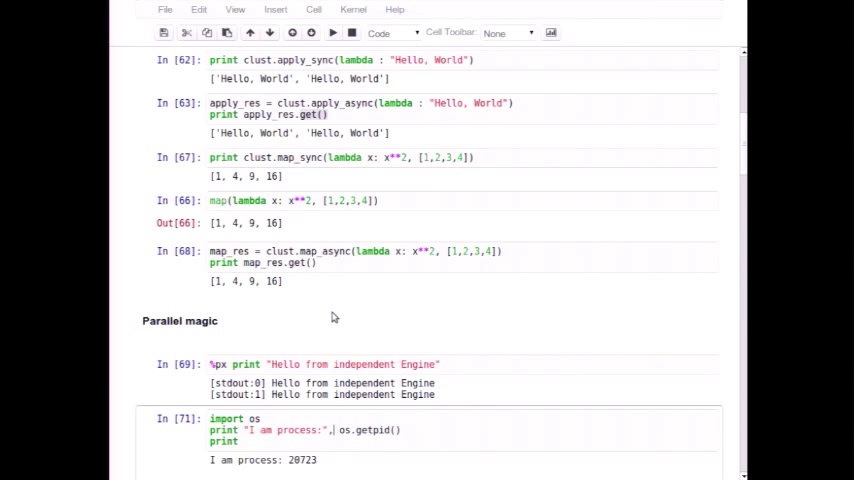 File Edit View Insert Cell Kernel Help
Code Cell Toolbar: None
In [62]: print clust.apply_sync(lambda : "Hello, World")
['Hello, World', 'Hello, World']
In [63]: apply_res = clust.apply_async(lambda : "Hello, World")
print apply_res.get()
['Hello, World', 'Hello, World']
In [67]: print clust.map_sync(lambda x: x**2, [1,2,3,4])
[1, 4, 9, 16]
In [66]: map(lambda x: x**2, [1,2,3,4])
Out[66]: [1, 4, 9, 16]
In [68]: map_res = clust.map_async(lambda x: x**2, [1,2,3,4])
print map_res.get()
[1, 4, 9, 16]
Parallel magic
In [69]: %px print "Hello from independent Engine"
[stdout:0] Hello from independent Engine
[stdout:1] Hello from independent Engine
In [71]: import os
print "I am process:", os.getpid()
print
I am process: 20723